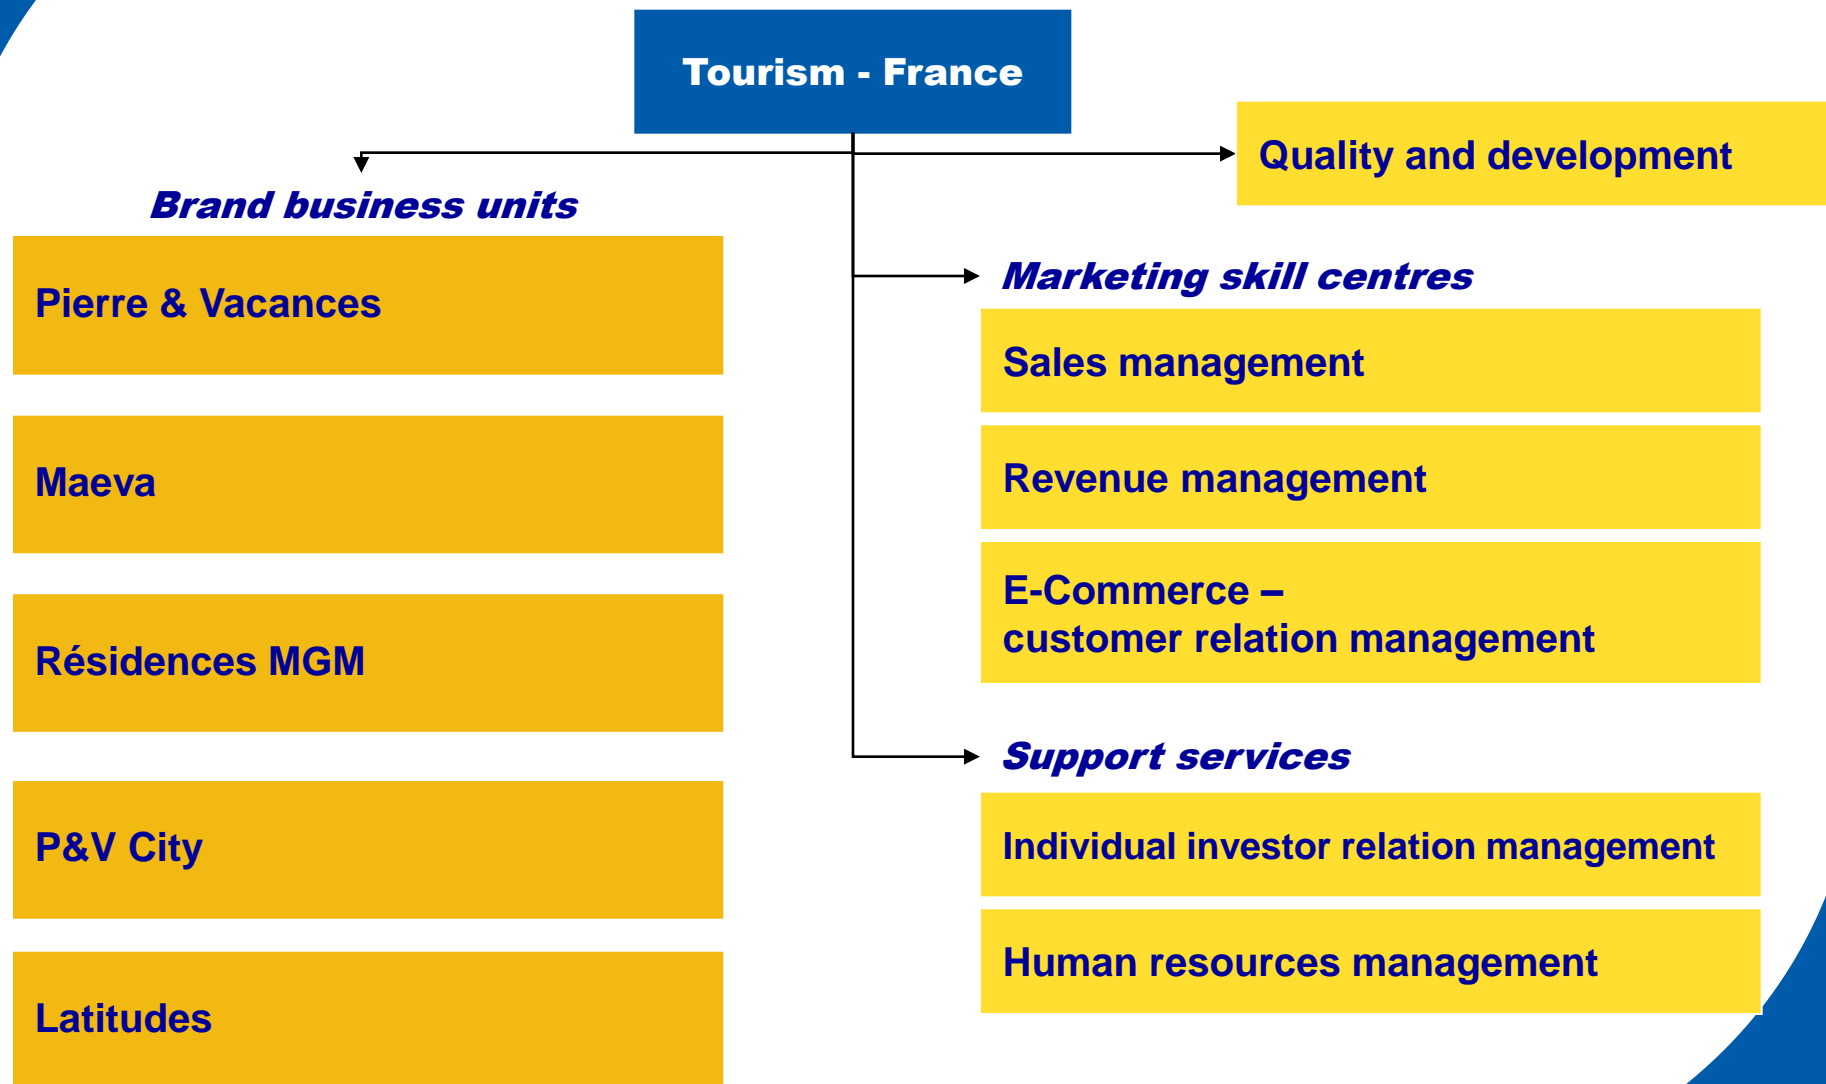 Tourism - France
Quality and development
Brand business units
Pierre & Vacances
Maeva
Résidences MGM
P&V City
Latitudes
Marketing skill centres
Sales management
Revenue management
E-Commerce –
customer relation management
Support services
Individual investor relation management
Human resources management